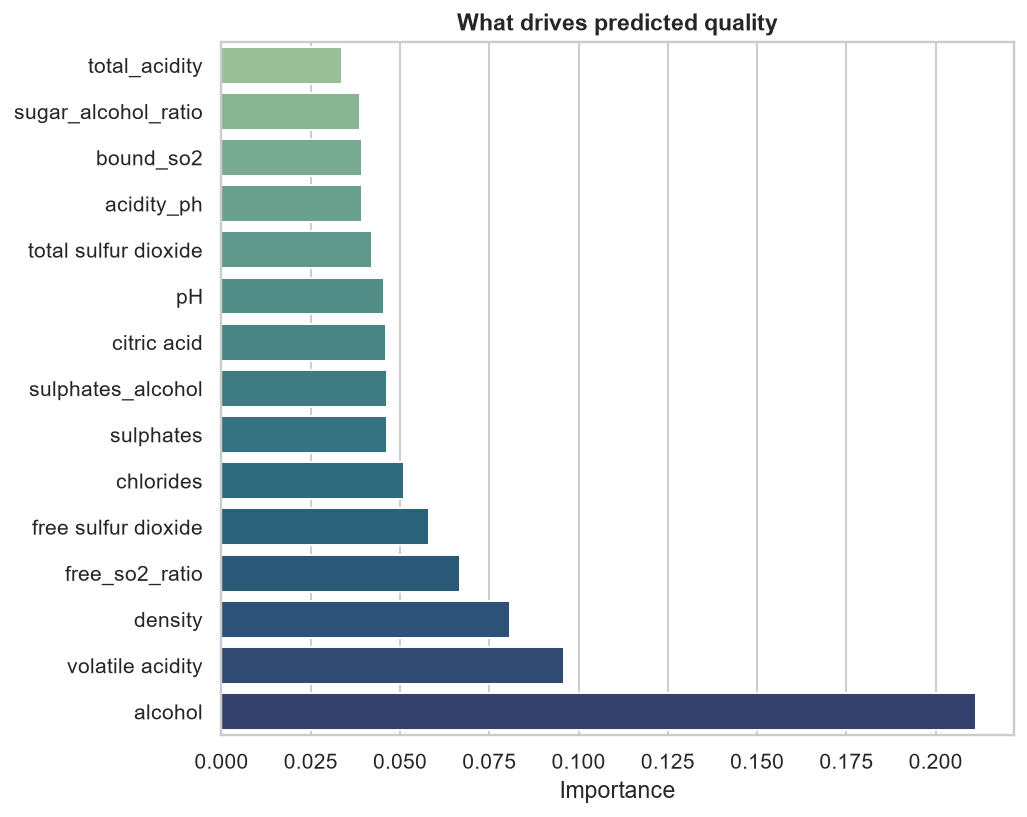 What drives predicted quality
total_acidity
sugar_alcohol_ratio
bound_so2
acidity_ph
total sulfur dioxide
pH
citric acid
sulphates_alcohol
sulphates
chlorides
free sulfur dioxide
free_so2_ratio
density
volatile acidity
alcohol
0.000 0.025 0.050 0.075 0.100 0.125 0.150 0.175 0.200
Importance